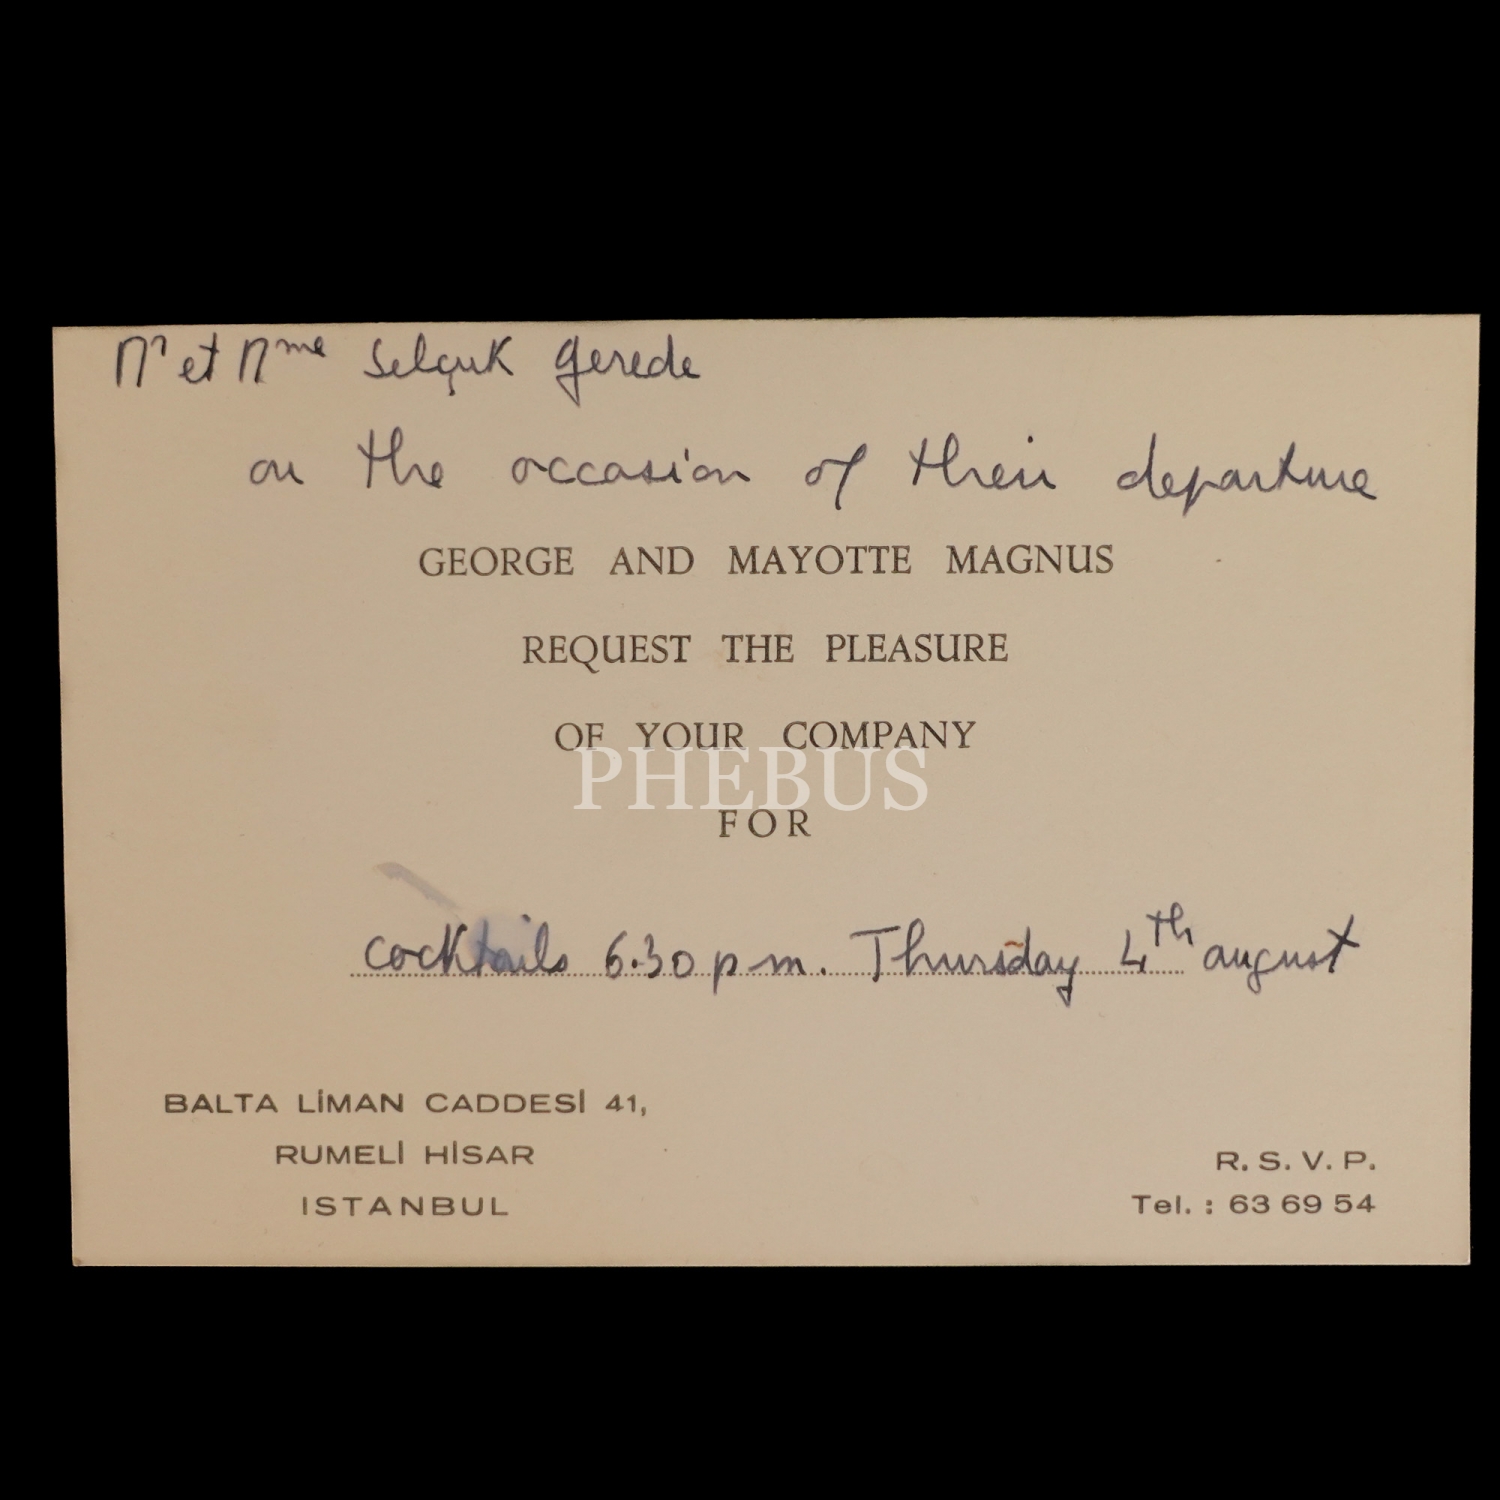 Mr et Mme Selçuk Gerede
on the occasion of their departure
GEORGE AND MAYOTTE MAGNUS
REQUEST THE PLEASURE
OF YOUR COMPANY
PHEBUS
FOR
cocktails 6.30 p m. Thursday 4th august
BALTA LİMAN CADDESİ 41,
RUMELİ HİSAR
ISTANBUL
R. S. V. P.
Tel. : 63 69 54